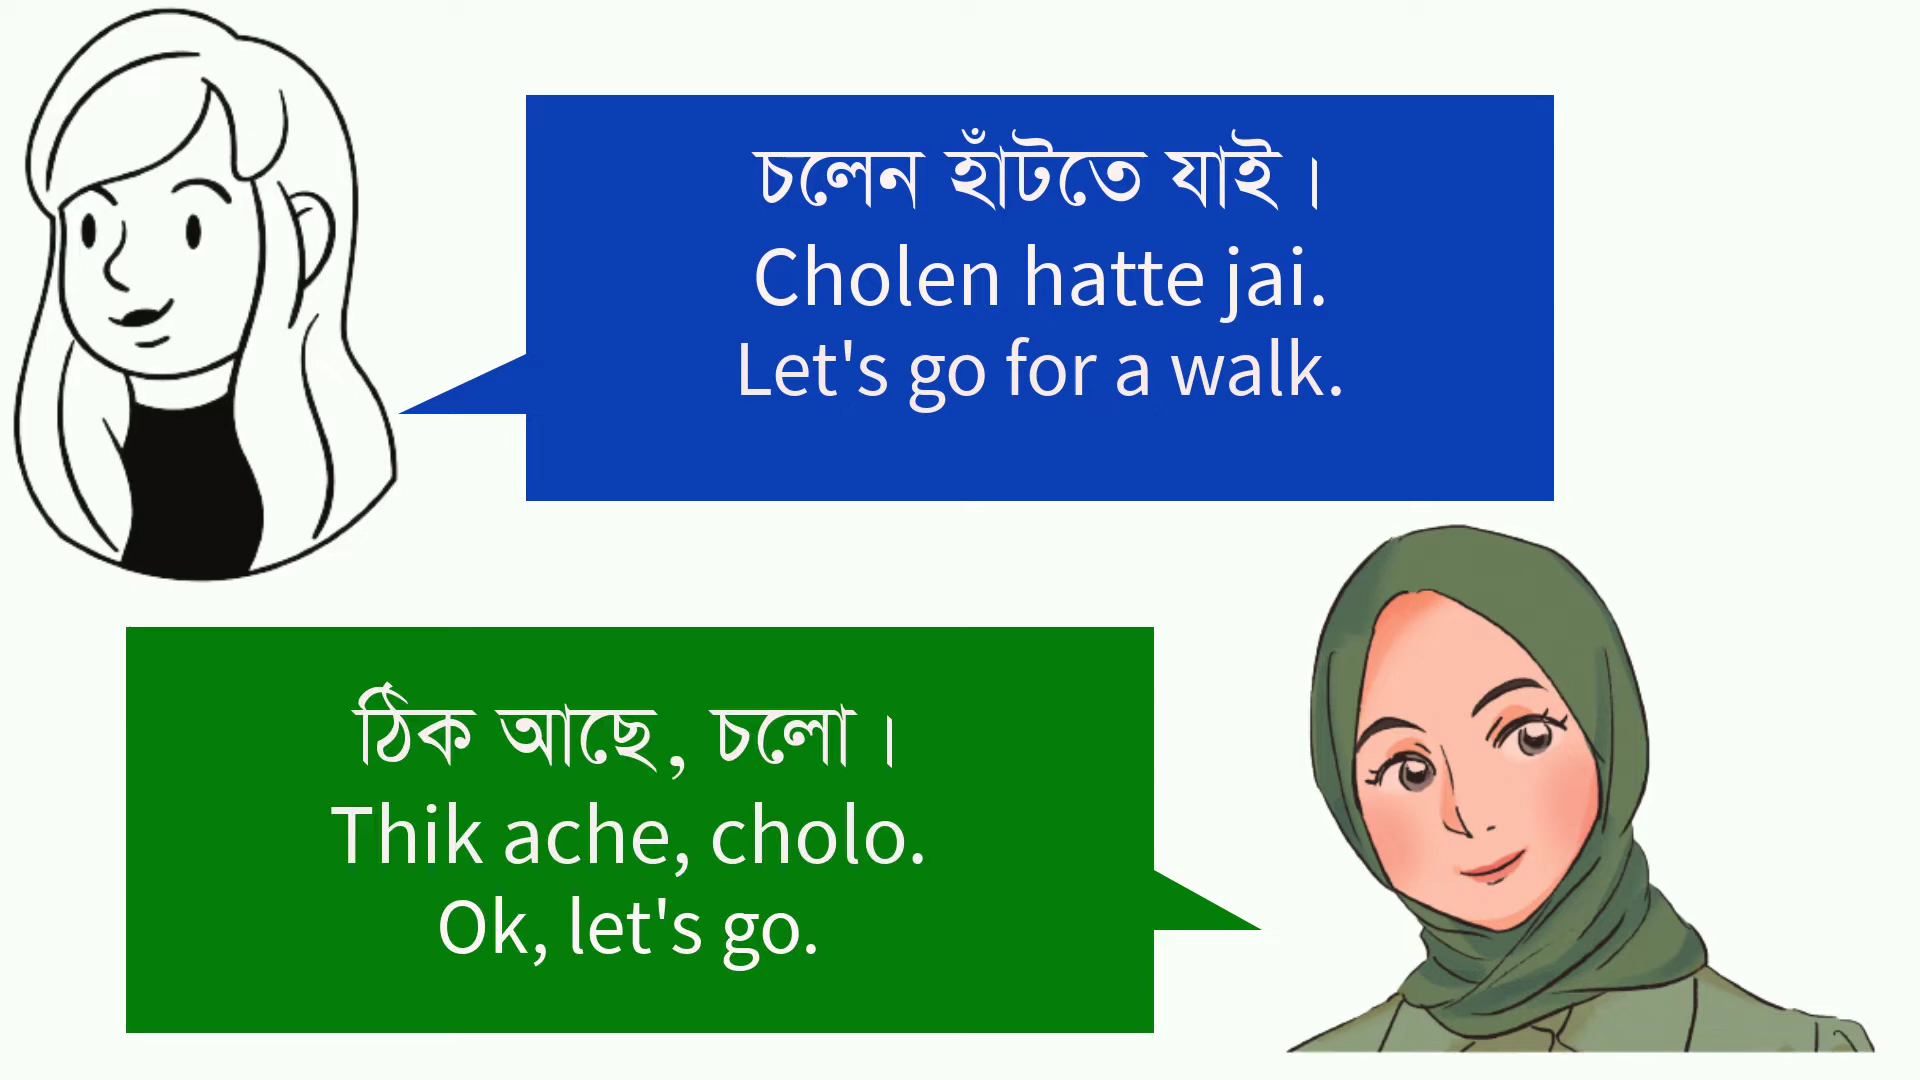 চলেন হাঁটতে যাই।
Cholen hatte jai.
Let's go for a walk.
ঠিক আছে, চলো।
Thik ache, cholo.
Ok, let's go.